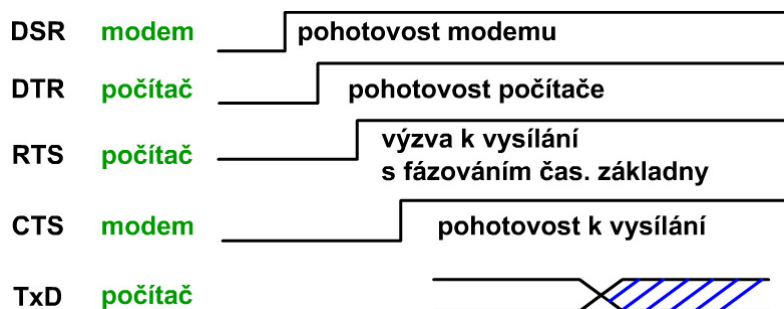 DSR modem pohotovost modemu
DTR počítač pohotovost počítače
RTS počítač výzva k vysílání
s fázováním čas. základny
CTS modem pohotovost k vysílání
TxD počítač